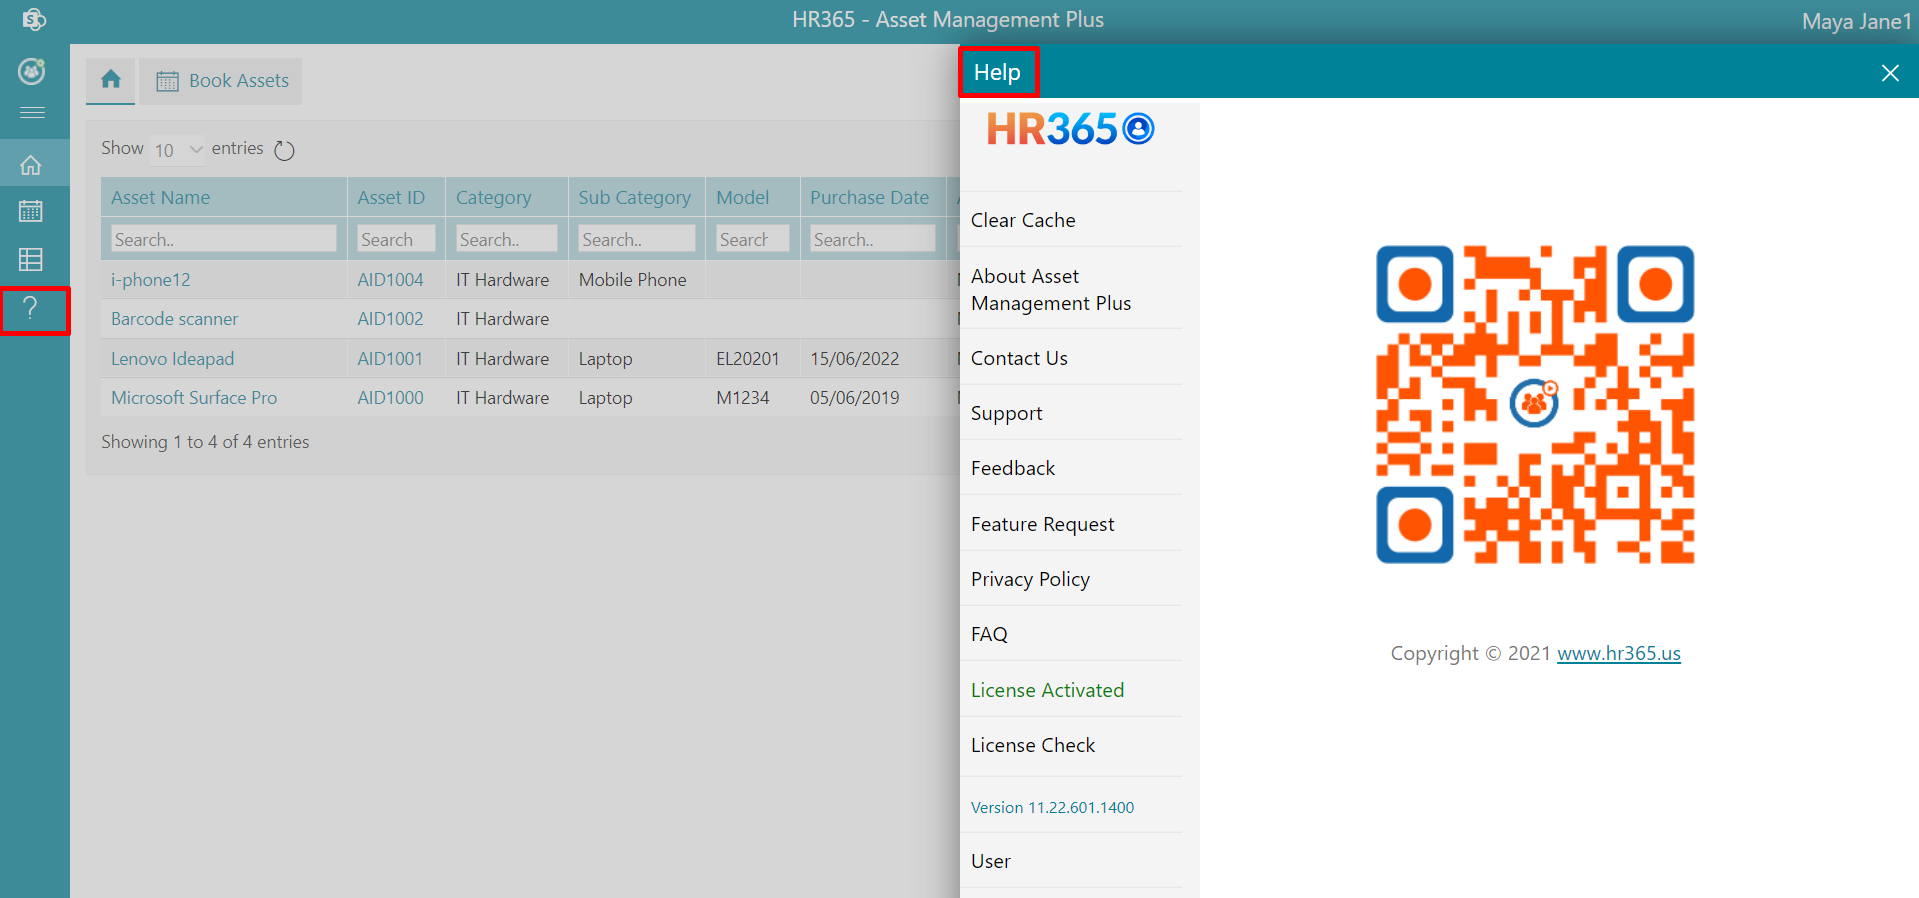 HR365 - Asset Management Plus
Maya Jane1
Book Assets
Show 10 entries
Asset Name Asset ID Category Sub Category Model Purchase Date
Search.. Search Search.. Search.. Search Search..
i-phone12 AID1004 IT Hardware Mobile Phone
Barcode scanner AID1002 IT Hardware
Lenovo Ideapad AID1001 IT Hardware Laptop EL20201 15/06/2022
Microsoft Surface Pro AID1000 IT Hardware Laptop M1234 05/06/2019
Showing 1 to 4 of 4 entries
?
Help
HR365
Clear Cache
About Asset
Management Plus
Contact Us
Support
Feedback
Feature Request
Privacy Policy
FAQ
License Activated
License Check
Version 11.22.601.1400
User
Copyright © 2021 www.hr365.us